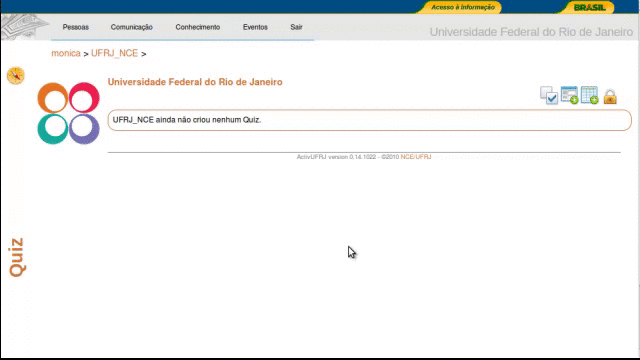 Acesso à Informação
BRASIL
Pessoas Comunicação Conhecimento Eventos Sair
Universidade Federal do Rio de Janeiro
monica > UFRJ_NCE >
Universidade Federal do Rio de Janeiro
UFRJ_NCE ainda não criou nenhum Quiz.
ActivUFRJ version 0.14.1022 - ©2010 NCE/UFRJ
Quiz